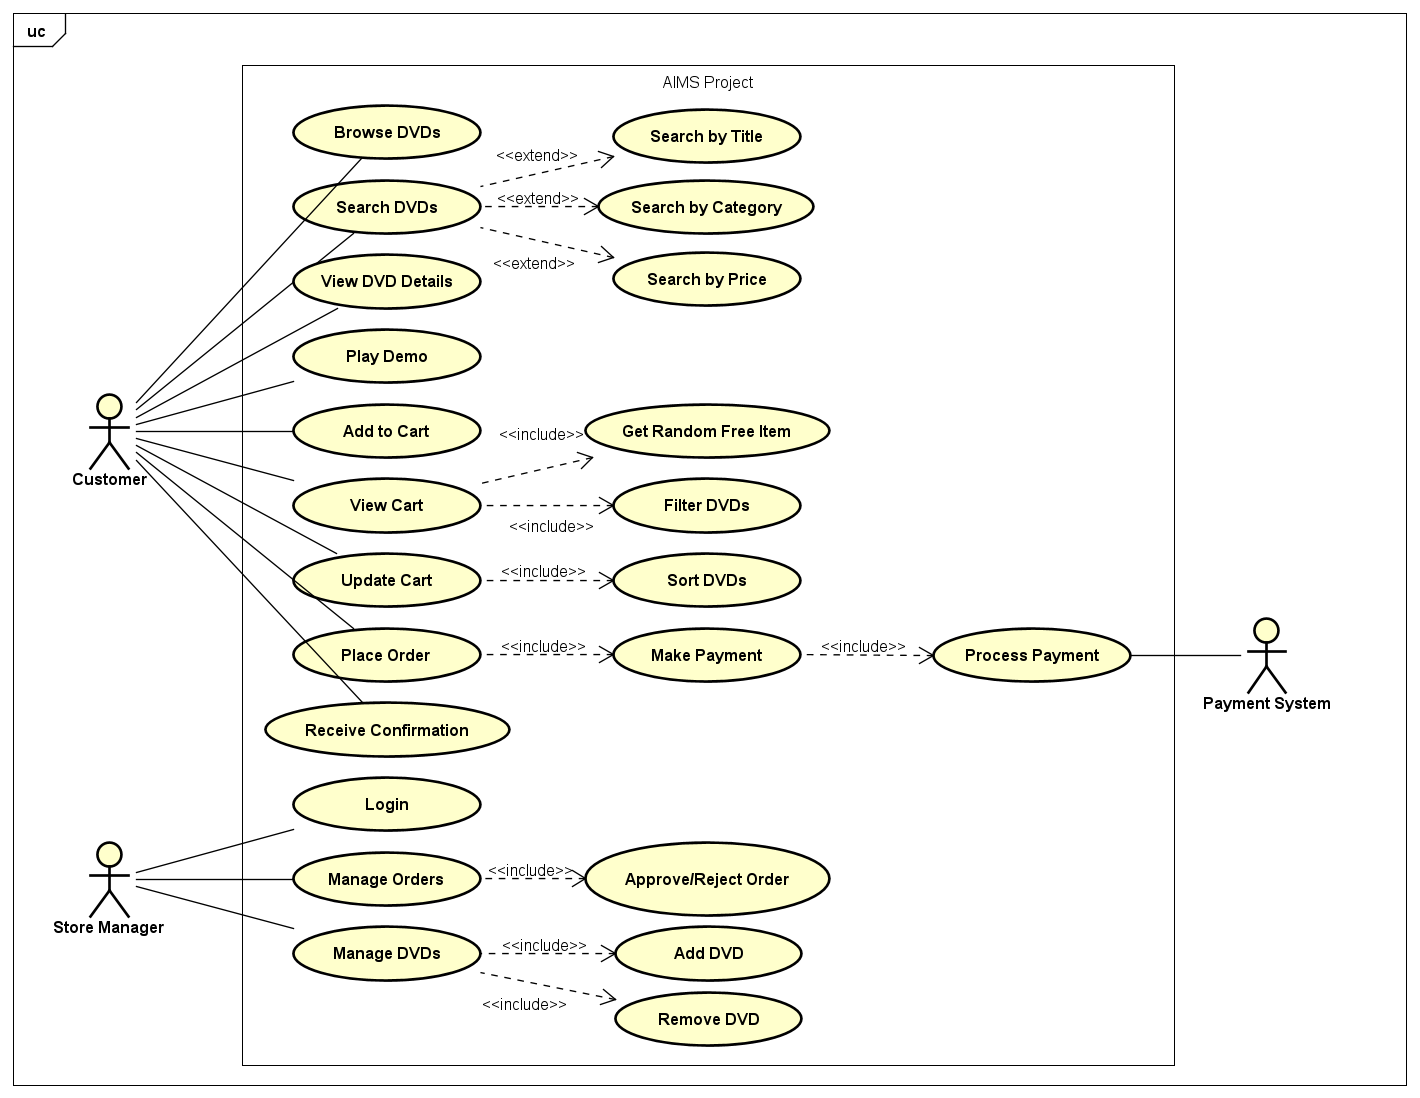 uc
AIMS Project
Browse DVDs
Search by Title
<<extend>>
Search DVDs
<<extend>>
Search by Category
<<extend>>
Search by Price
View DVD Details
Play Demo
Customer
Add to Cart
<<include>>
Get Random Free Item
View Cart
<<include>>
Filter DVDs
Update Cart
<<include>>
Sort DVDs
Place Order
<<include>>
Make Payment
<<include>>
Process Payment
Payment System
Receive Confirmation
Login
Store Manager
Manage Orders
<<include>>
Approve/Reject Order
Manage DVDs
<<include>>
Add DVD
<<include>>
Remove DVD